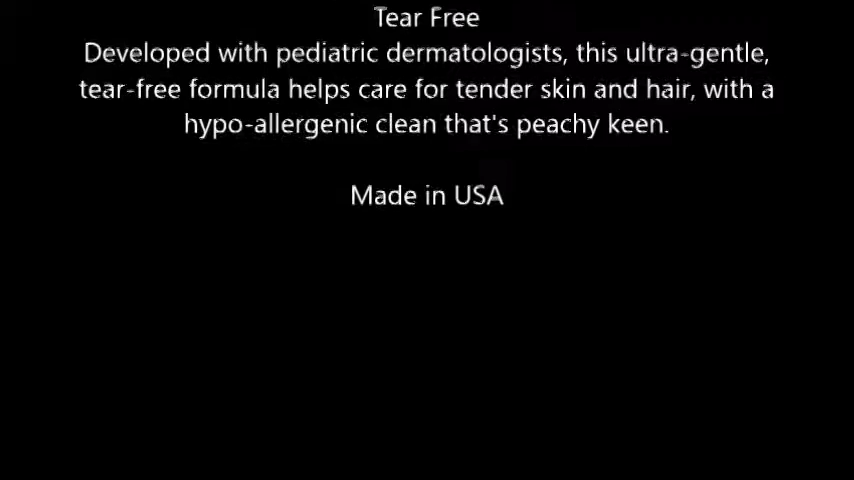 Tear Free
Developed with pediatric dermatologists, this ultra-gentle,
tear-free formula helps care for tender skin and hair, with a
hypo-allergenic clean that's peachy keen.
Made in USA